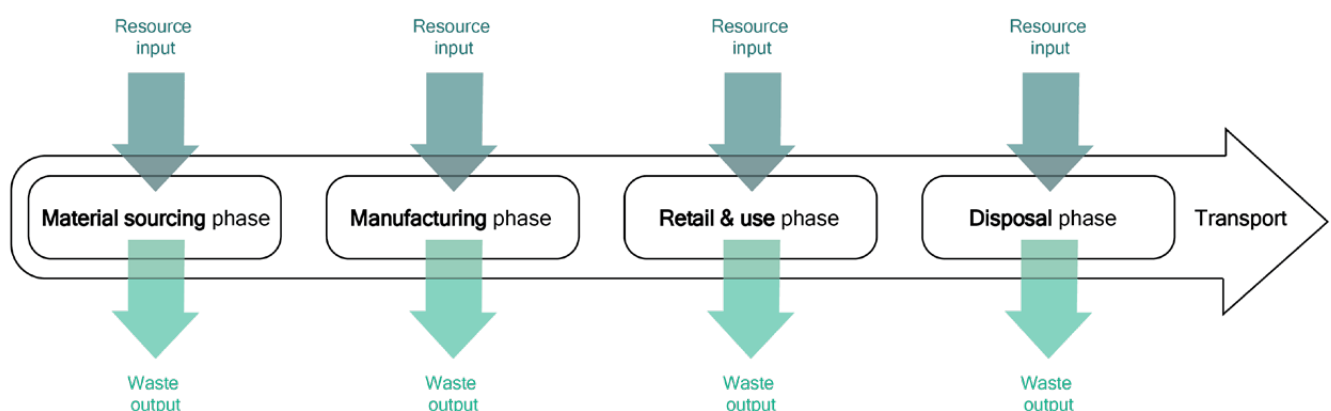 Resource
input
Resource
input
Resource
input
Resource
input
Material sourcing phase
Manufacturing phase
Retail & use phase
Disposal phase
Transport
Waste
output
Waste
output
Waste
output
Waste
output